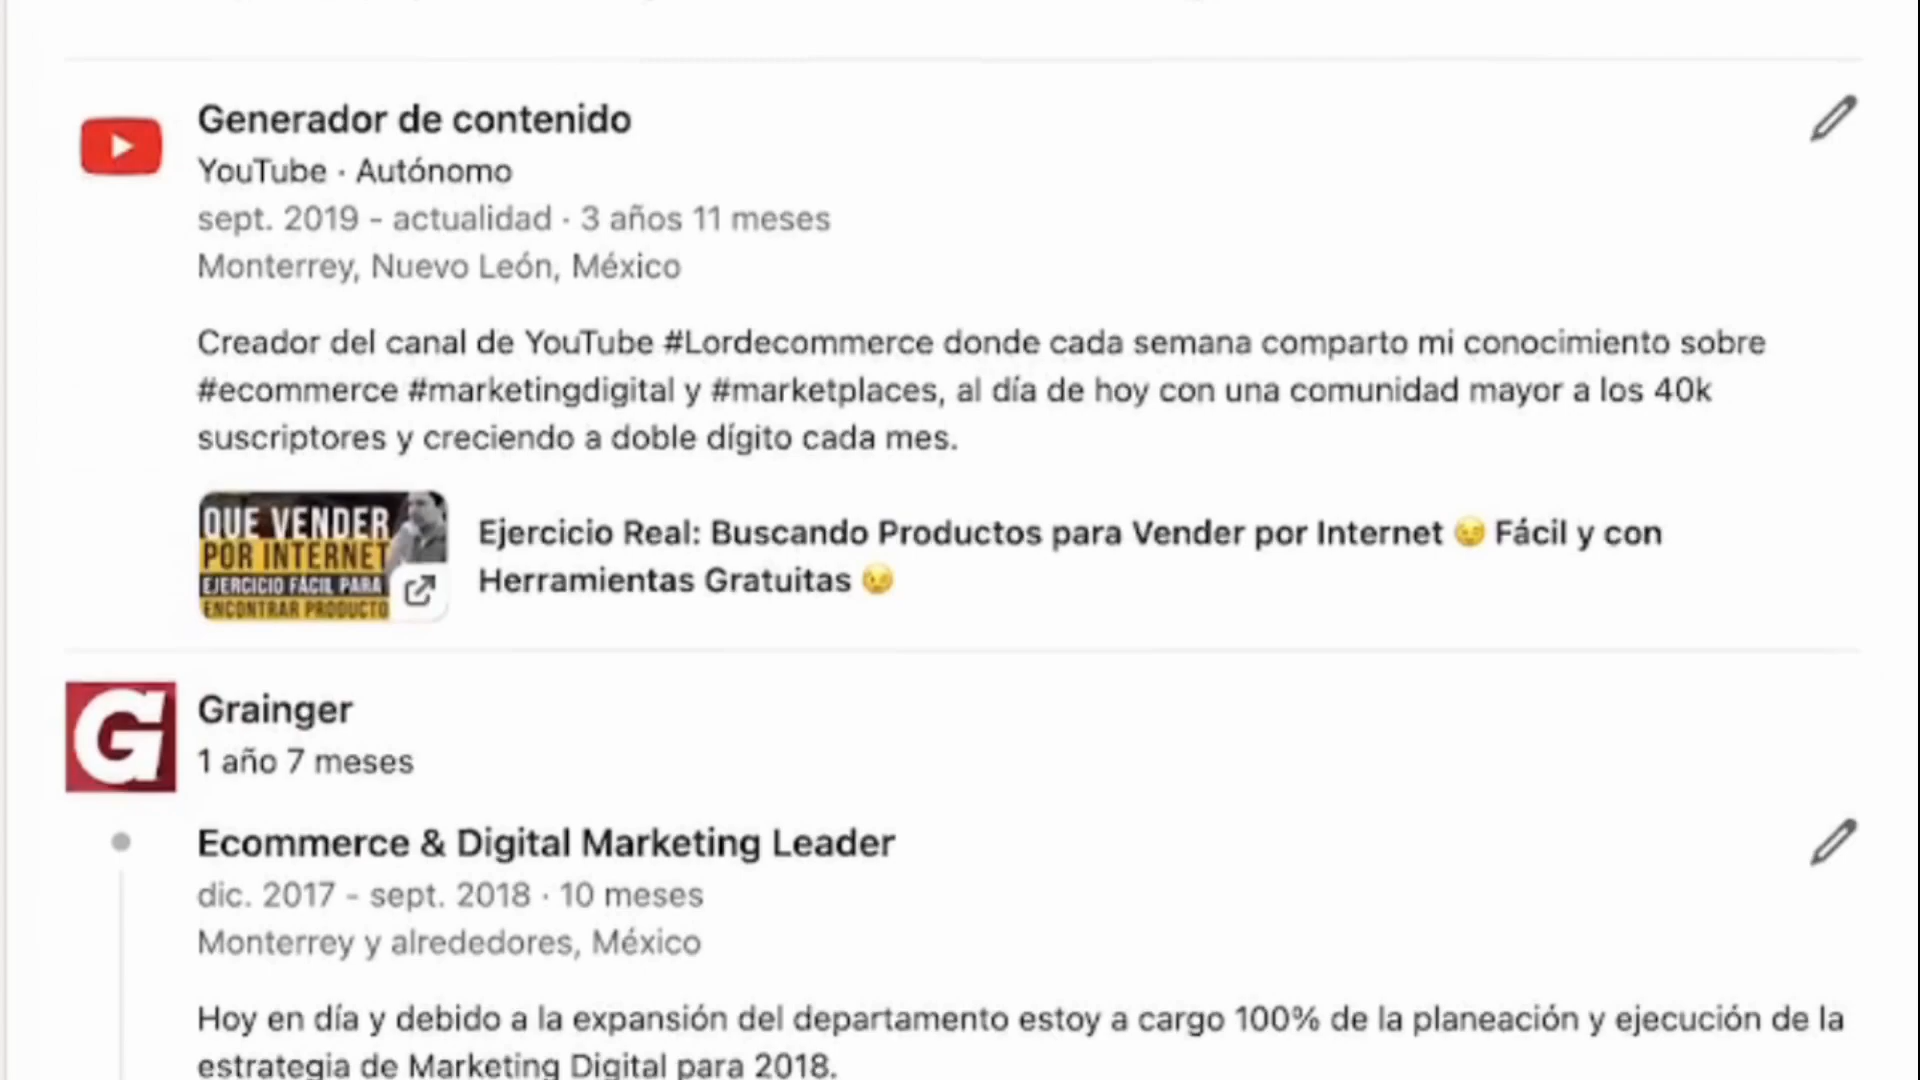 Generador de contenido
YouTube · Autónomo
sept. 2019 - actualidad · 3 años 11 meses
Monterrey, Nuevo León, México
Creador del canal de YouTube #Lordecommerce donde cada semana comparto mi conocimiento sobre
#ecommerce #marketingdigital y #marketplaces, al día de hoy con una comunidad mayor a los 40k
suscriptores y creciendo a doble dígito cada mes.
QUE VENDER
POR INTERNET
EJERCICIO FÁCIL PARA
ENCONTRAR PRODUCTO
Ejercicio Real: Buscando Productos para Vender por Internet 😉 Fácil y con
Herramientas Gratuitas 😉
G
Grainger
1 año 7 meses
Ecommerce & Digital Marketing Leader
dic. 2017 - sept. 2018 · 10 meses
Monterrey y alrededores, México
Hoy en día y debido a la expansión del departamento estoy a cargo 100% de la planeación y ejecución de la
estrategia de Marketing Digital para 2018.